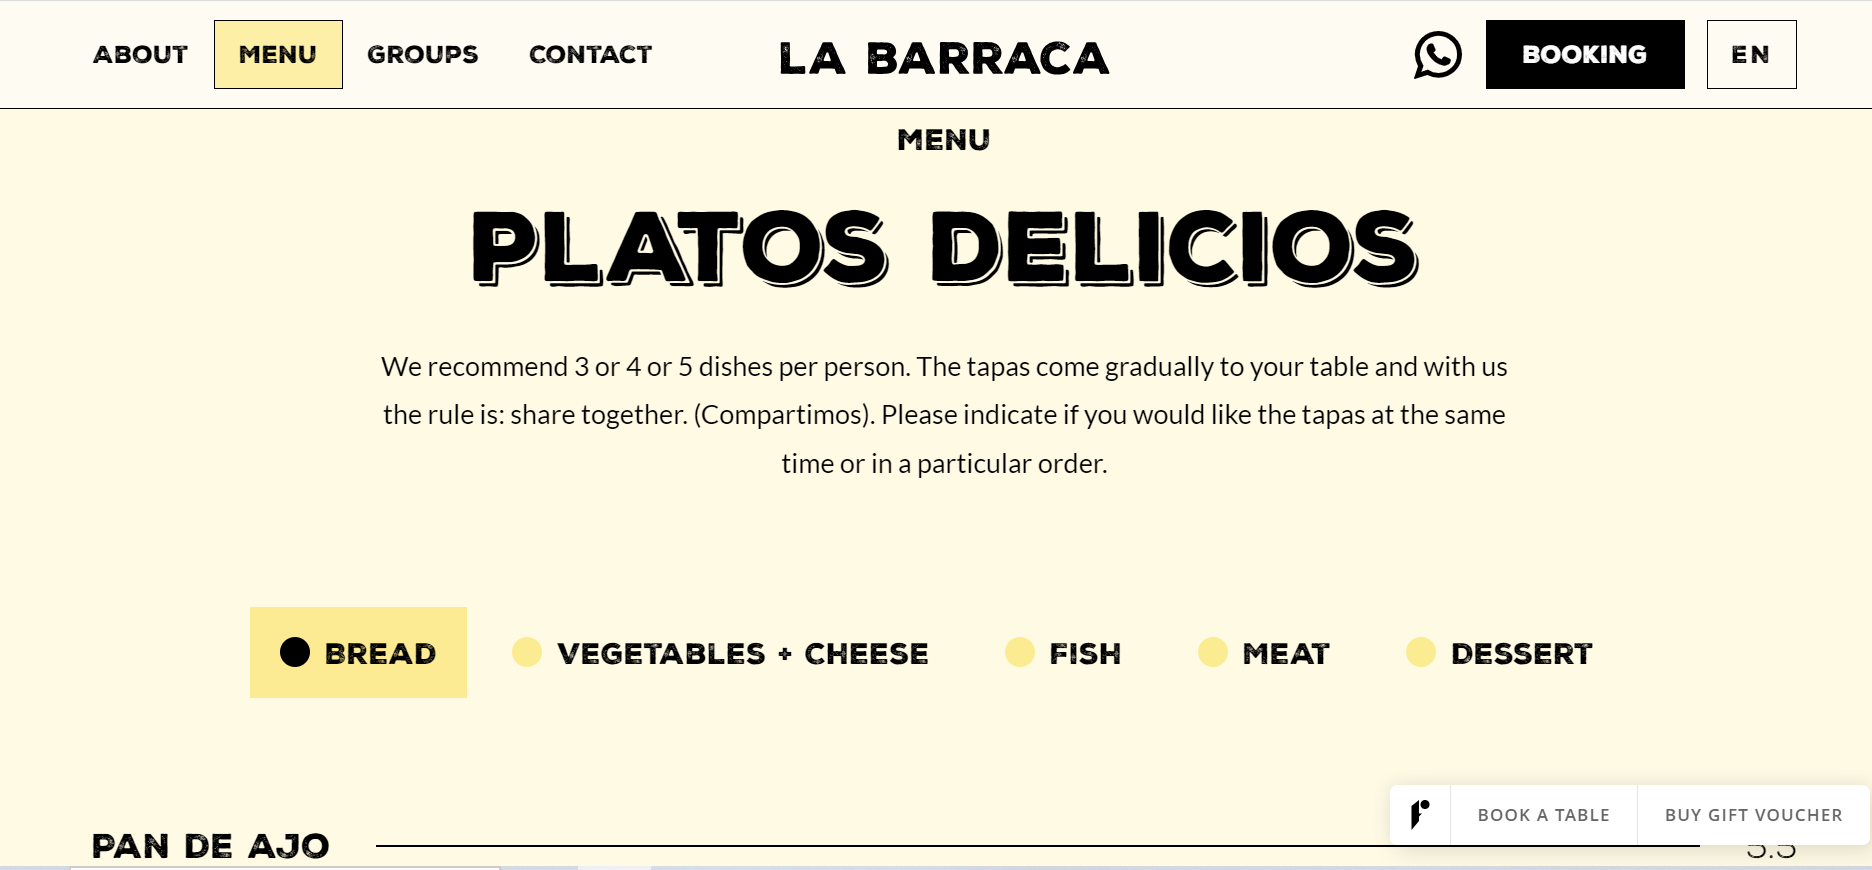 ABOUT MENU GROUPS CONTACT LA BARRACA BOOKING EN
MENU
PLATOS DELICIOS
We recommend 3 or 4 or 5 dishes per person. The tapas come gradually to your table and with us
the rule is: share together. (Compartimos). Please indicate if you would like the tapas at the same
time or in a particular order.
BREAD VEGETABLES + CHEESE FISH MEAT DESSERT
BOOK A TABLE BUY GIFT VOUCHER
PAN DE AJO 5.5